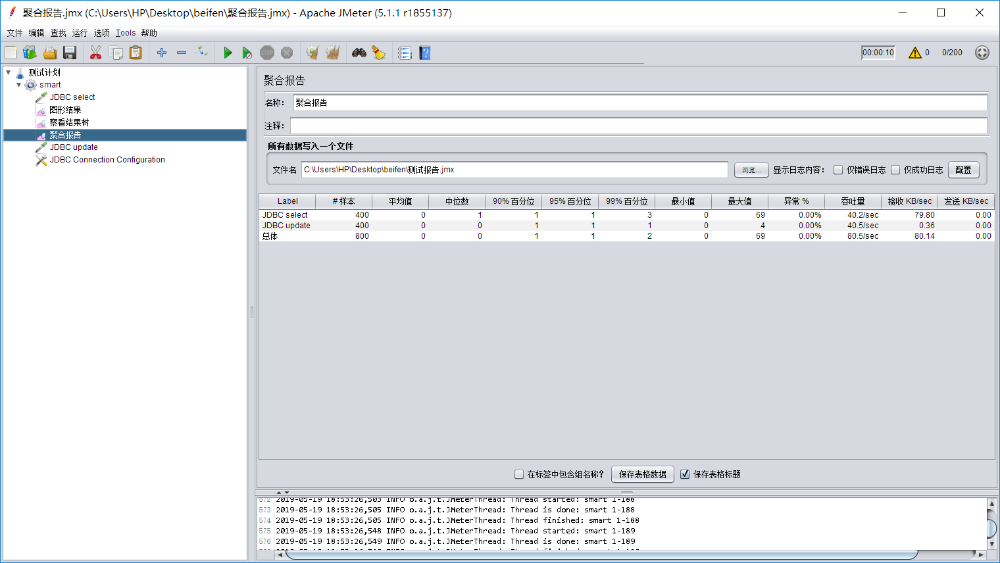 聚合报告.jmx (C:\Users\HP\Desktop\beifen\聚合报告.jmx) - Apache JMeter (5.1.1 r1855137)
文件 编辑 查找 运行 选项 Tools 帮助
STOP
00:00:10 0 0/200
测试计划
smart
JDBC select
图形结果
察看结果树
聚合报告
JDBC update
JDBC Connection Configuration
聚合报告
名称： 聚合报告
注释：
所有数据写入一个文件
文件名 C:\Users\HP\Desktop\beifen\测试报告.jmx 浏览... 显示日志内容： 仅错误日志 仅成功日志 配置
Label # 样本 平均值 中位数 90% 百分位 95% 百分位 99% 百分位 最小值 最大值 异常 % 吞吐量 接收 KB/sec 发送 KB/sec
JDBC select 400 0 1 1 1 3 0 69 0.00% 40.2/sec 79.80 0.00
JDBC update 400 0 0 1 1 1 0 4 0.00% 40.5/sec 0.36 0.00
总体 800 0 0 1 1 2 0 69 0.00% 80.5/sec 80.14 0.00
在标签中包含组名称? 保存表格数据 保存表格标题
572 2019-05-19 18:53:26,503 INFO o.a.j.t.JMeterThread: Thread started: smart 1-188
573 2019-05-19 18:53:26,505 INFO o.a.j.t.JMeterThread: Thread is done: smart 1-188
574 2019-05-19 18:53:26,505 INFO o.a.j.t.JMeterThread: Thread finished: smart 1-188
575 2019-05-19 18:53:26,548 INFO o.a.j.t.JMeterThread: Thread started: smart 1-189
576 2019-05-19 18:53:26,549 INFO o.a.j.t.JMeterThread: Thread is done: smart 1-189